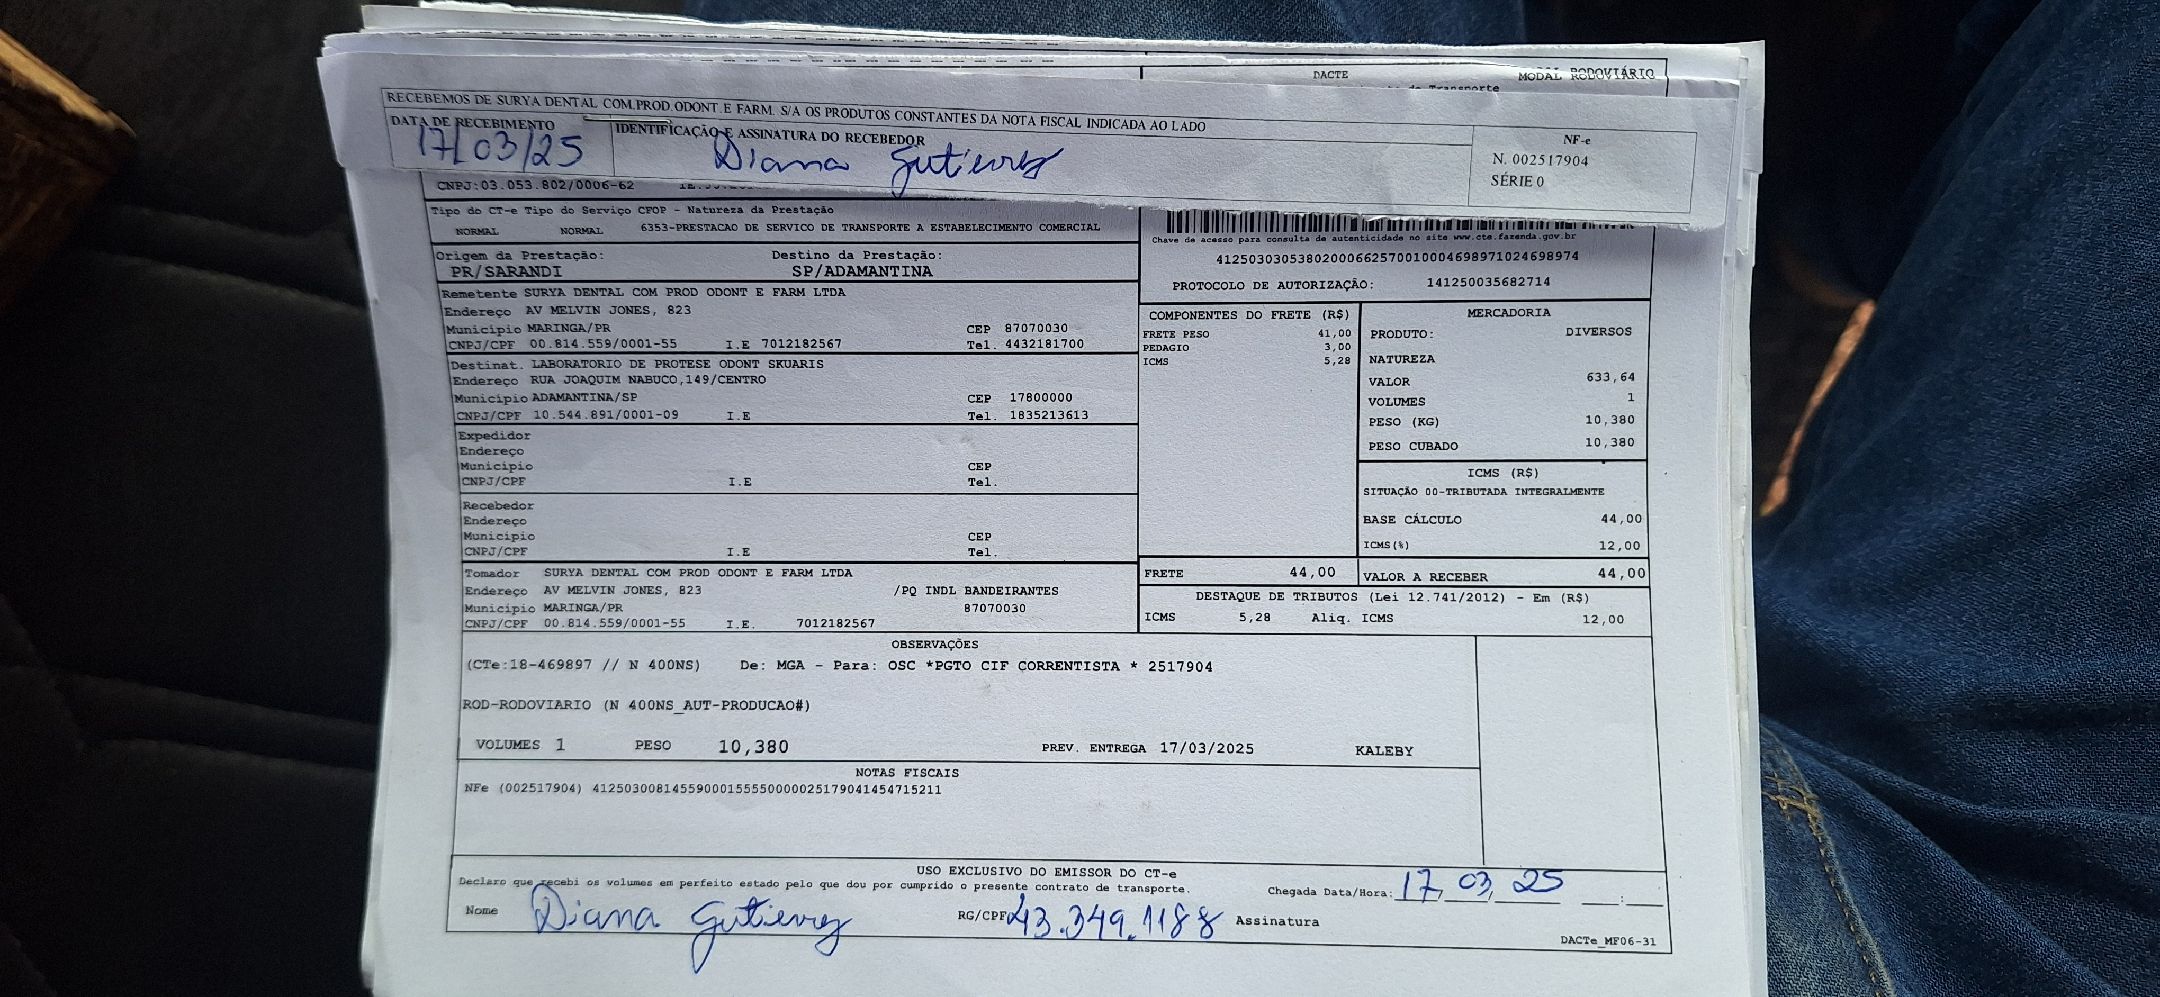 DACTE
MODAL RODOVIÁRIO
de Transporte
RECEBEMOS DE SURYA DENTAL COM.PROD.ODONT E FARM. S/A OS PRODUTOS CONSTANTES DA NOTA FISCAL INDICADA AO LADO
DATA DE RECEBIMENTO
17/03/25
IDENTIFICAÇÃO E ASSINATURA DO RECEBEDOR
Diana Gutierrez
NF-e
N. 002517904
SÉRIE 0
CNPJ:03.053.802/0006-62
Tipo do CT-e Tipo do Serviço CFOP - Natureza da Prestação
NORMAL NORMAL 6353-PRESTACAO DE SERVICO DE TRANSPORTE A ESTABELECIMENTO COMERCIAL
Chave de acesso para consulta de autenticidade no site www.cte.fazenda.gov.br
41250303053802000662570010004698971024698974
PROTOCOLO DE AUTORIZAÇÃO: 141250035682714
Origem da Prestação: Destino da Prestação:
PR/SARANDI SP/ADAMANTINA
Remetente SURYA DENTAL COM PROD ODONT E FARM LTDA
Endereço AV MELVIN JONES, 823
Município MARINGA/PR CEP 87070030
CNPJ/CPF 00.814.559/0001-55 I.E 7012182567 Tel. 4432181700
Destinat. LABORATORIO DE PROTESE ODONT SKUARIS
Endereço RUA JOAQUIM NABUCO,149/CENTRO
Município ADAMANTINA/SP CEP 17800000
CNPJ/CPF 10.544.891/0001-09 I.E Tel. 1835213613
Expedidor
Endereço
Município CEP
CNPJ/CPF I.E Tel.
Recebedor
Endereço
Município CEP
CNPJ/CPF I.E Tel.
Tomador SURYA DENTAL COM PROD ODONT E FARM LTDA
Endereço AV MELVIN JONES, 823 /PQ INDL BANDEIRANTES
Município MARINGA/PR 87070030
CNPJ/CPF 00.814.559/0001-55 I.E. 7012182567
COMPONENTES DO FRETE (R$)
FRETE PESO 41,00
PEDAGIO 3,00
ICMS 5,28
MERCADORIA
PRODUTO: DIVERSOS
NATUREZA
VALOR 633,64
VOLUMES 1
PESO (KG) 10,380
PESO CUBADO 10,380
ICMS (R$)
SITUAÇÃO 00-TRIBUTADA INTEGRALMENTE
BASE CÁLCULO 44,00
ICMS(%) 12,00
FRETE 44,00
VALOR A RECEBER 44,00
DESTAQUE DE TRIBUTOS (Lei 12.741/2012) - Em (R$)
ICMS 5,28 Aliq. ICMS 12,00
OBSERVAÇÕES
(CTe:18-469897 // N 400NS) De: MGA - Para: OSC *PGTO CIF CORRENTISTA * 2517904
ROD-RODOVIARIO (N 400NS_AUT-PRODUCAO#)
VOLUMES 1 PESO 10,380 PREV. ENTREGA 17/03/2025 KALEBY
NOTAS FISCAIS
NFe (002517904) 41250300814559000155550000025179041454715211
USO EXCLUSIVO DO EMISSOR DO CT-e
Declaro que recebi os volumes em perfeito estado pelo que dou por cumprido o presente contrato de transporte.
Chegada Data/Hora: 17, 03, 25 __:__
Nome Diana Gutierrez RG/CPF 43.349.1188 Assinatura
DACTe_MF06-31